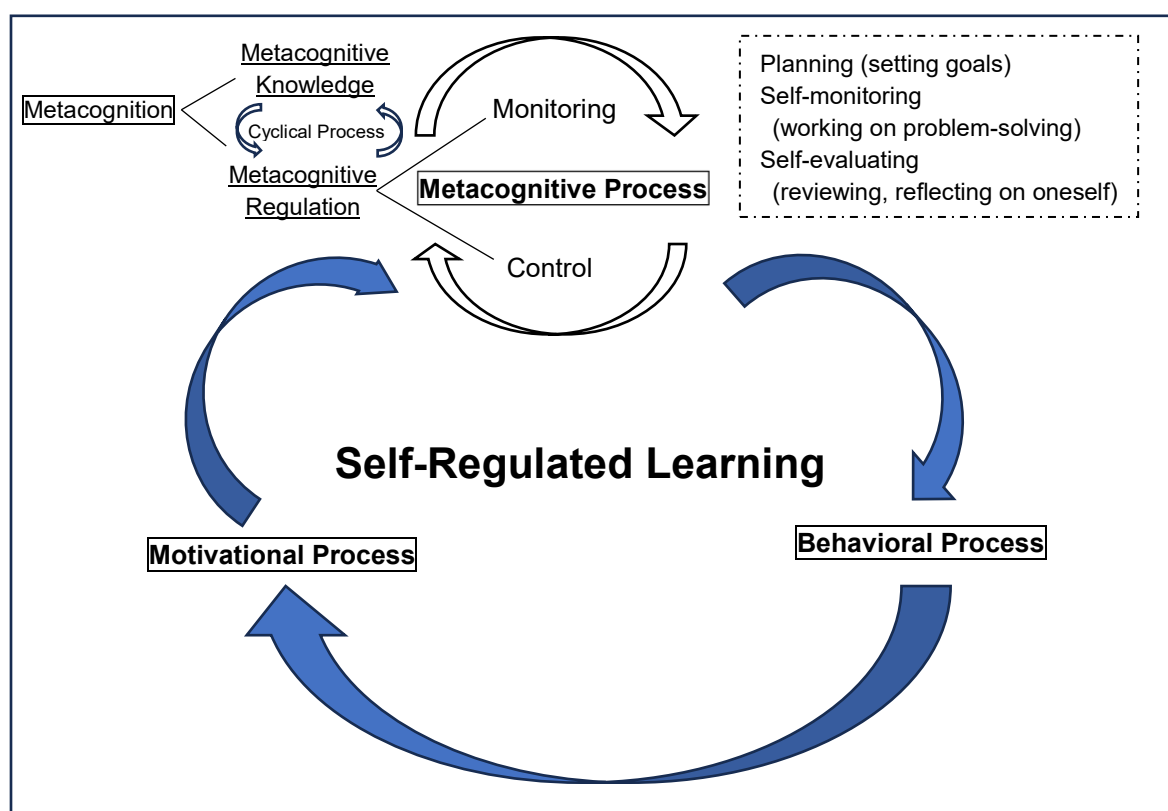 Metacognition
Metacognitive
Knowledge
Cyclical Process
Metacognitive
Regulation
Monitoring
Metacognitive Process
Control
Planning (setting goals)
Self-monitoring
(working on problem-solving)
Self-evaluating
(reviewing, reflecting on oneself)
Self-Regulated Learning
Motivational Process
Behavioral Process